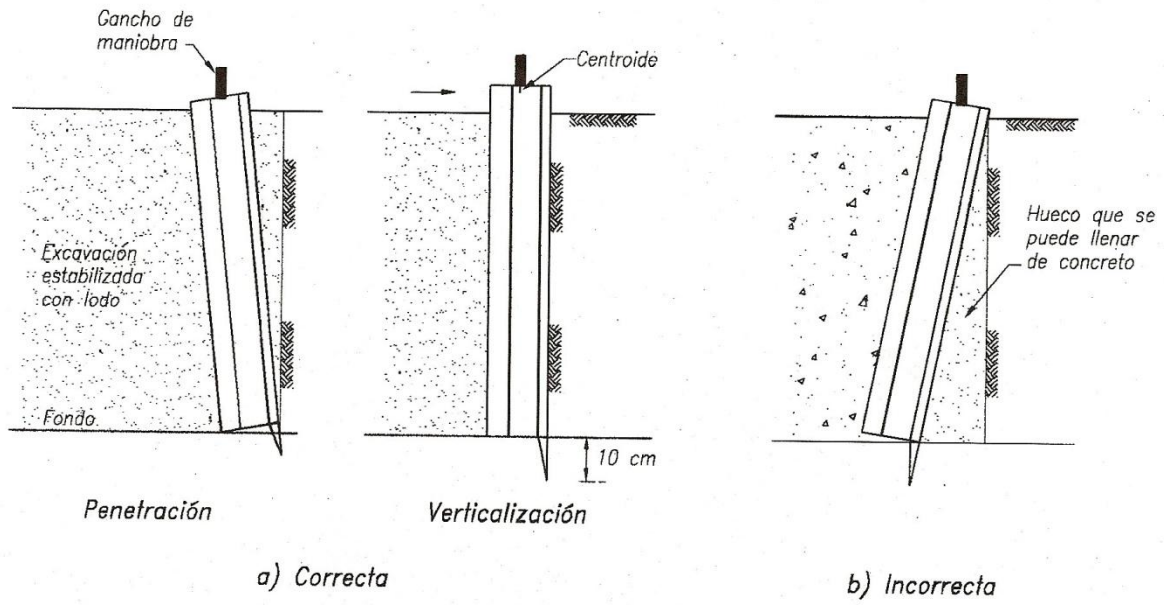 Gancho de
maniobra
Centroide
Excavación
estabilizada
con lodo
Fondo.
10 cm
Hueco que se
puede llenar
de concreto
Penetración
Verticalización
a) Correcta
b) Incorrecta